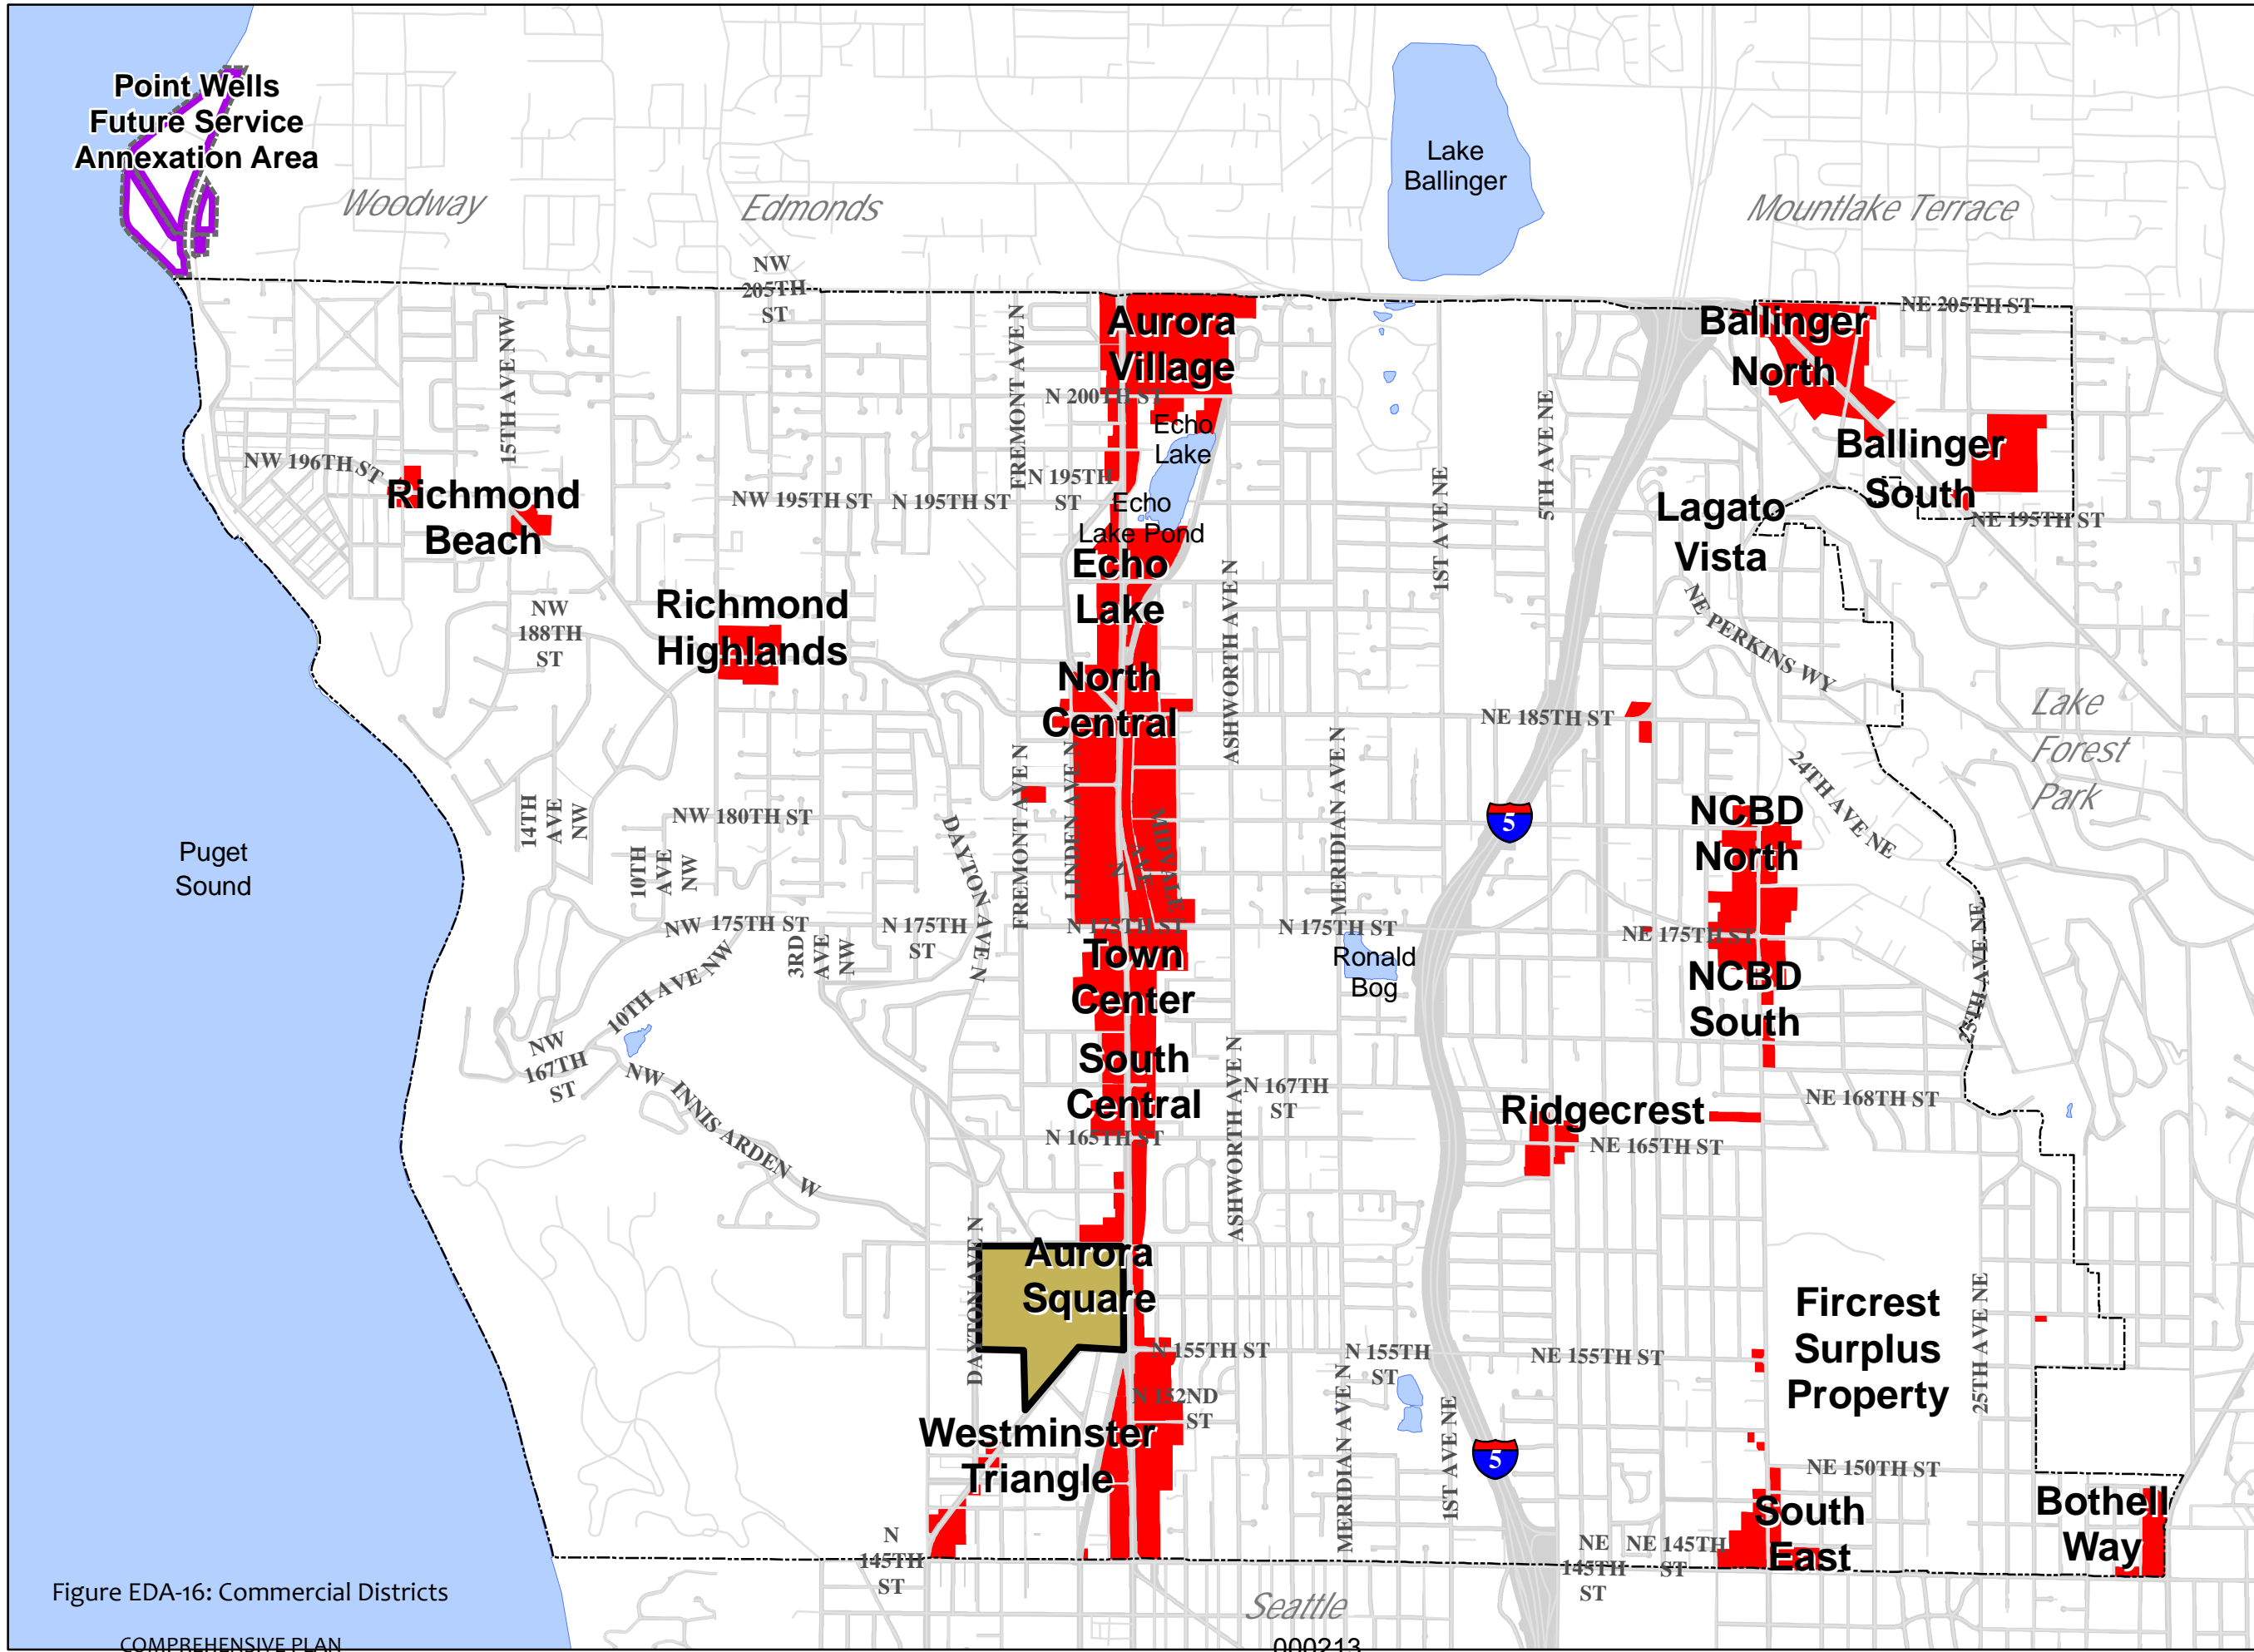 Point Wells
Future Service
Annexation Area
Woodway
Edmonds
Lake
Ballinger
Mountlake Terrace
NW
205TH
ST
NE 205TH ST
FREMONT AVE N
Aurora
Village
Ballinger
North
15TH AVE NW
N 200TH ST
5TH AVE NE
Echo
Lake
Ballinger
South
NW 196TH ST
Richmond
Beach
NW 195TH ST
N 195TH ST
N 195TH
ST
Echo
Lake Pond
1ST AVE NE
Lagato
Vista
NE 195TH ST
Echo
Lake
NW
188TH
ST
Richmond
Highlands
ASHWORTH AVE N
NE PERKINS WY
North
Central
NE 185TH ST
Lake
Forest
Park
14TH
AVE
NW
NW 180TH ST
DAYTON AVE N
FREMONT AVE N
LINDEN AVE N
MIDVALE
AVE
N
MERIDIAN AVE N
5
24TH AVE NE
NCBD
North
Puget
Sound
10TH
AVE
NW
NW 175TH ST
3RD
AVE
NW
N 175TH
ST
N 175TH ST
N 175TH ST
NE 175TH ST
25TH AVE NE
Town
Center
Ronald
Bog
NCBD
South
10TH AVE NW
NW
167TH
ST
NW INNIS ARDEN W
South
Central
ASHWORTH AVE N
N 167TH
ST
Ridgecrest
NE 168TH ST
N 165TH ST
NE 165TH ST
DAYTON AVE N
Aurora
Square
Fircrest
Surplus
Property
25TH AVE NE
N 155TH ST
N 155TH
ST
NE 155TH ST
MERIDIAN AVE N
1ST AVE NE
N 152ND
ST
Westminster
Triangle
5
NE 150TH ST
South
East
Bothell
Way
N
145TH
ST
NE
145TH
ST
NE 145TH
ST
Figure EDA-16: Commercial Districts
Seattle
COMPREHENSIVE PLAN
000213